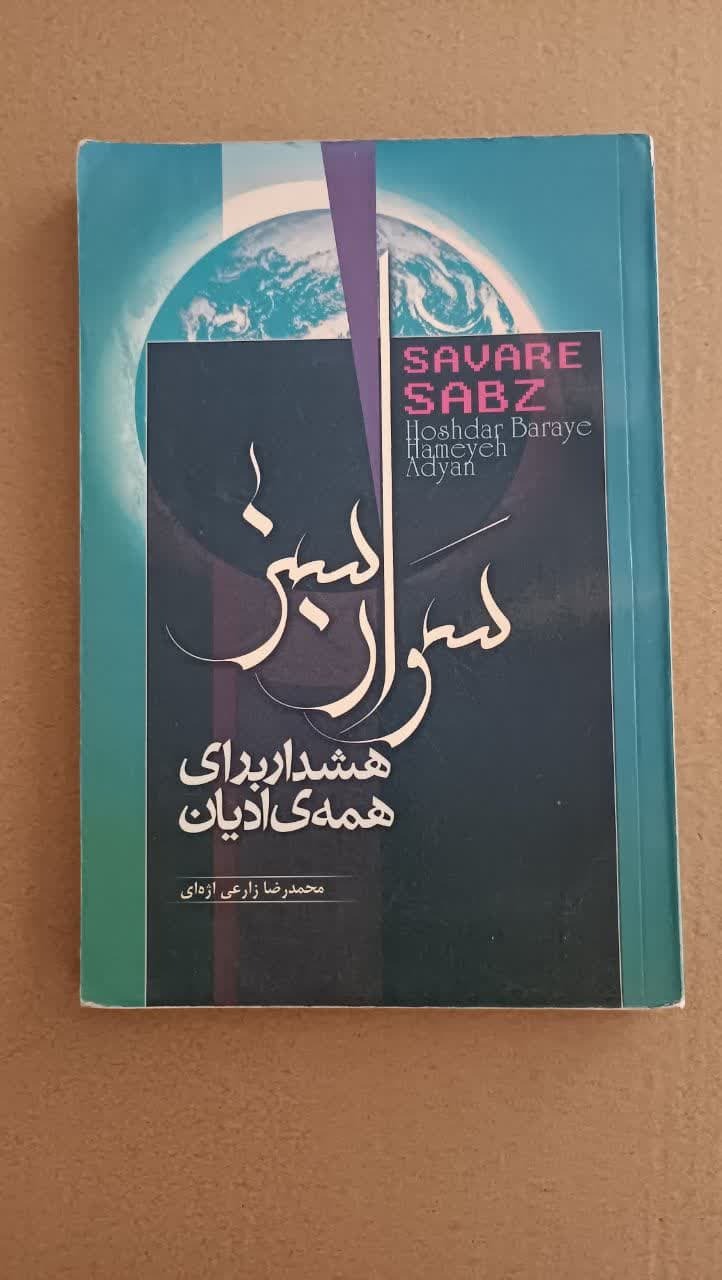 SAVARE
SABZ
Hoshdar Baraye
Hameyeh
Adyan
سوار سبز
هشدار برای
همه‌ی ادیان
محمدرضا زارعی اژه‌ای